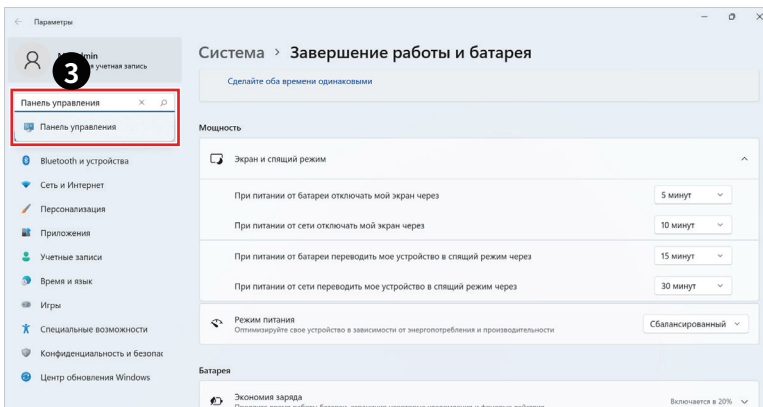 Параметры
Система > Завершение работы и батарея
3
учетная запись
Сделайте оба времени одинаковыми
Панель управления
Панель управления
Bluetooth и устройства
Сеть и Интернет
Персонализация
Приложения
Учетные записи
Время и язык
Игры
Специальные возможности
Конфиденциальность и безопас
Центр обновления Windows
Мощность
Экран и спящий режим
При питании от батареи отключать мой экран через 5 минут
При питании от сети отключать мой экран через 10 минут
При питании от батареи переводить мое устройство в спящий режим через 15 минут
При питании от сети переводить мое устройство в спящий режим через 30 минут
Режим питания
Оптимизируйте свое устройство в зависимости от энергопотребления и производительности
Сбалансированный
Батарея
Экономия заряда
Включается в 20%